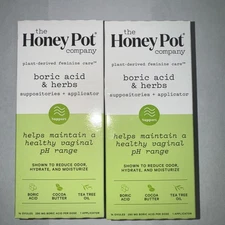 the
Honey Pot®
company
plant-derived feminine care™
boric acid
& herbs
suppositories + applicator
helps maintain a
healthy vaginal
pH range
SHOWN TO REDUCE ODOR,
HYDRATE, AND MOISTURIZE
BORIC
ACID
COCOA
BUTTER
TEA TREE
OIL
the
Honey Pot®
company
plant-derived feminine care™
boric acid
& herbs
suppositories + applicator
helps maintain a
healthy vaginal
pH range
SHOWN TO REDUCE ODOR,
HYDRATE, AND MOISTURIZE
BORIC
ACID
COCOA
BUTTER
TEA TREE
OIL